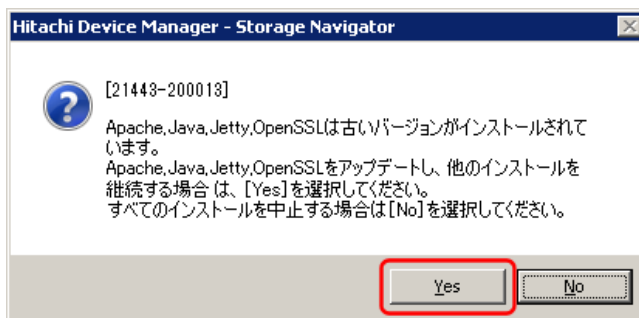 Hitachi Device Manager - Storage Navigator
[21443-200013]
Apache,Java,Jetty,OpenSSLは古いバージョンがインストールされて
います。
Apache,Java,Jetty,OpenSSLをアップデートし、他のインストールを
継続する場合は、[Yes]を選択してください。
すべてのインストールを中止する場合は[No]を選択してください。
Yes
No